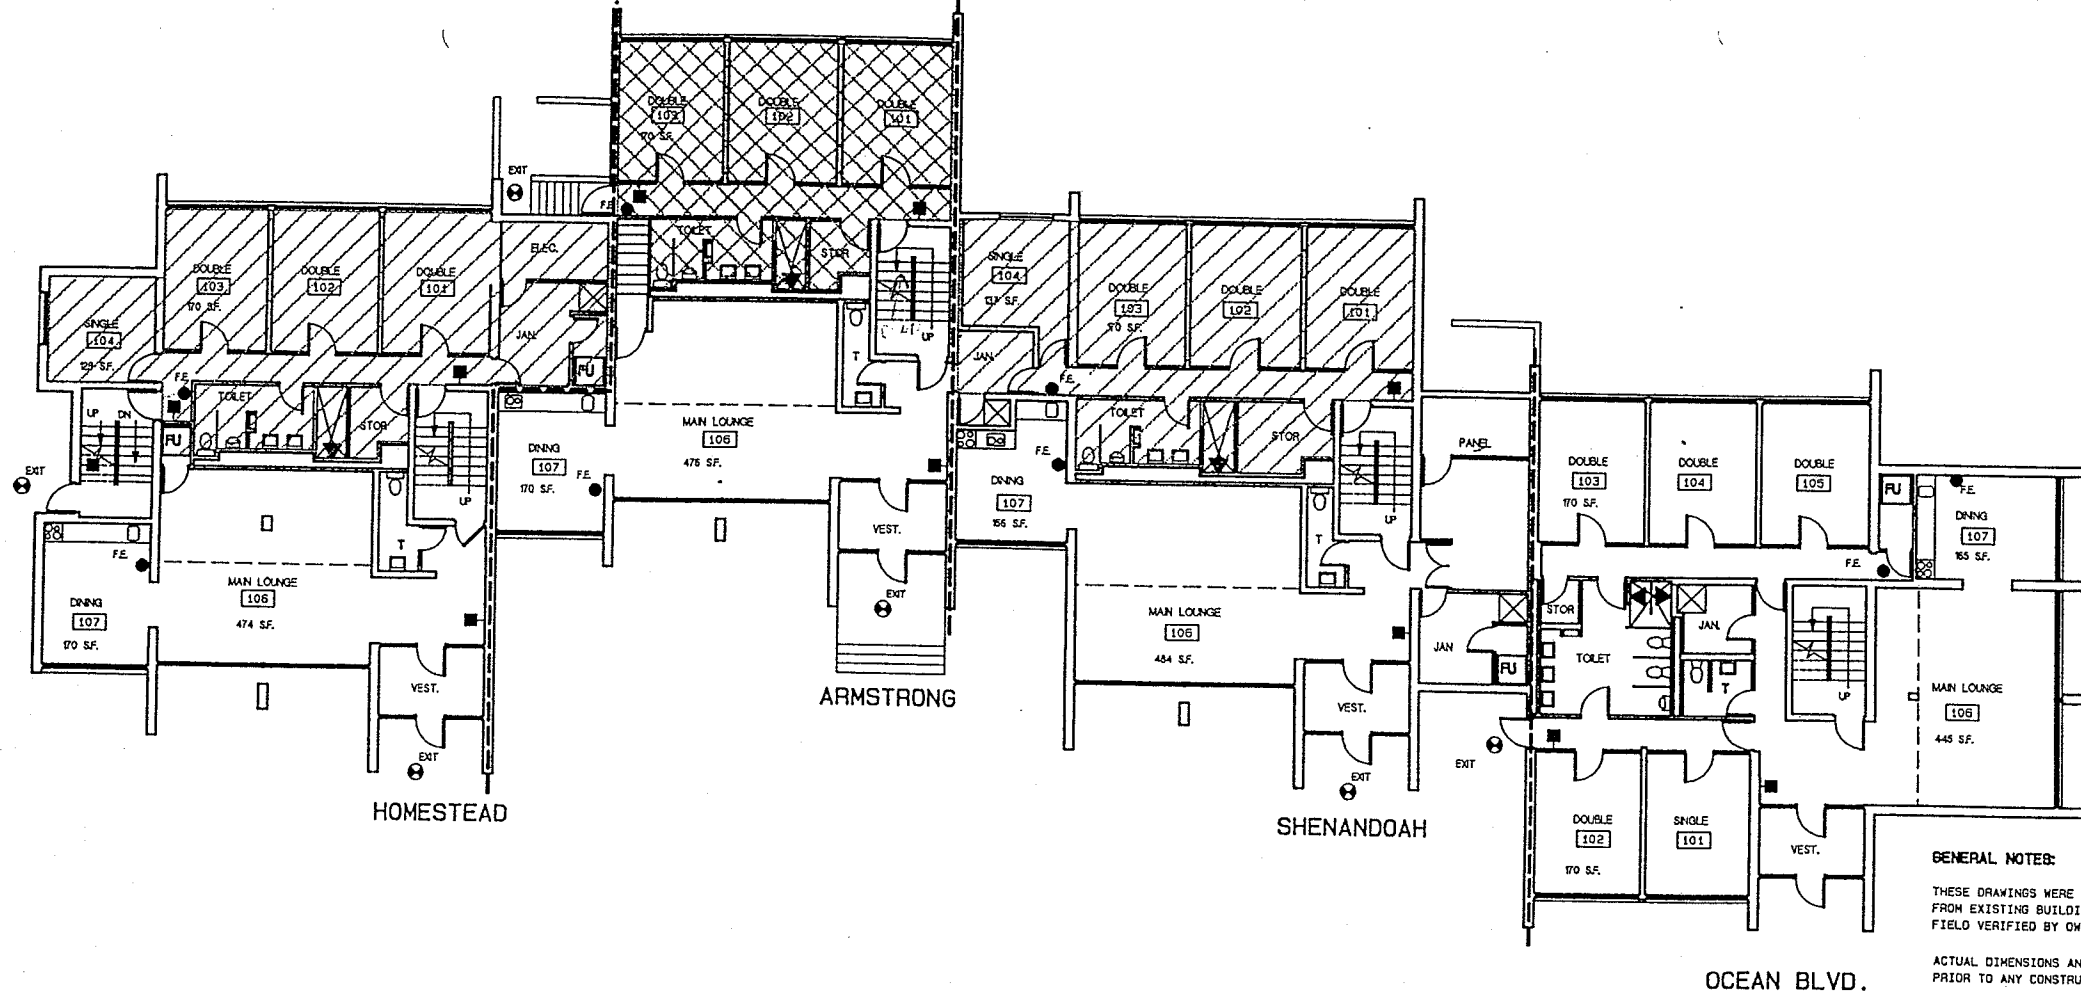 DOUBLE
103
170 S.F.
DOUBLE
102
DOUBLE
101
EXIT
F.E.
TOILET
STOR
UP
T
MAIN LOUNGE
106
476 S.F.
VEST.
EXIT
ARMSTRONG
SINGLE
104
129 S.F.
DOUBLE
103
170 S.F.
DOUBLE
102
DOUBLE
101
ELEC.
JAN.
FU
F.E.
UP
DN
FU
TOILET
STOR
UP
T
EXIT
F.E.
DINING
107
170 S.F.
MAIN LOUNGE
106
474 S.F.
VEST.
EXIT
HOMESTEAD
DINING
107
170 S.F.
F.E.
SINGLE
104
DOUBLE
103
170 S.F.
DOUBLE
102
DOUBLE
101
JAN.
F.E.
TOILET
STOR
UP
T
F.E.
DINING
107
166 S.F.
MAIN LOUNGE
106
484 S.F.
VEST.
EXIT
SHENANDOAH
PANEL
JAN
FU
EXIT
DOUBLE
103
170 S.F.
DOUBLE
104
DOUBLE
105
FU
F.E.
DINING
107
165 S.F.
F.E.
STOR
JAN.
TOILET
T
UP
MAIN LOUNGE
106
445 S.F.
DOUBLE
102
170 S.F.
SINGLE
101
VEST.
OCEAN BLVD.
GENERAL NOTES:
THESE DRAWINGS WERE
FROM EXISTING BUILDI
FIELD VERIFIED BY OW
ACTUAL DIMENSIONS AN
PRIOR TO ANY CONSTRU